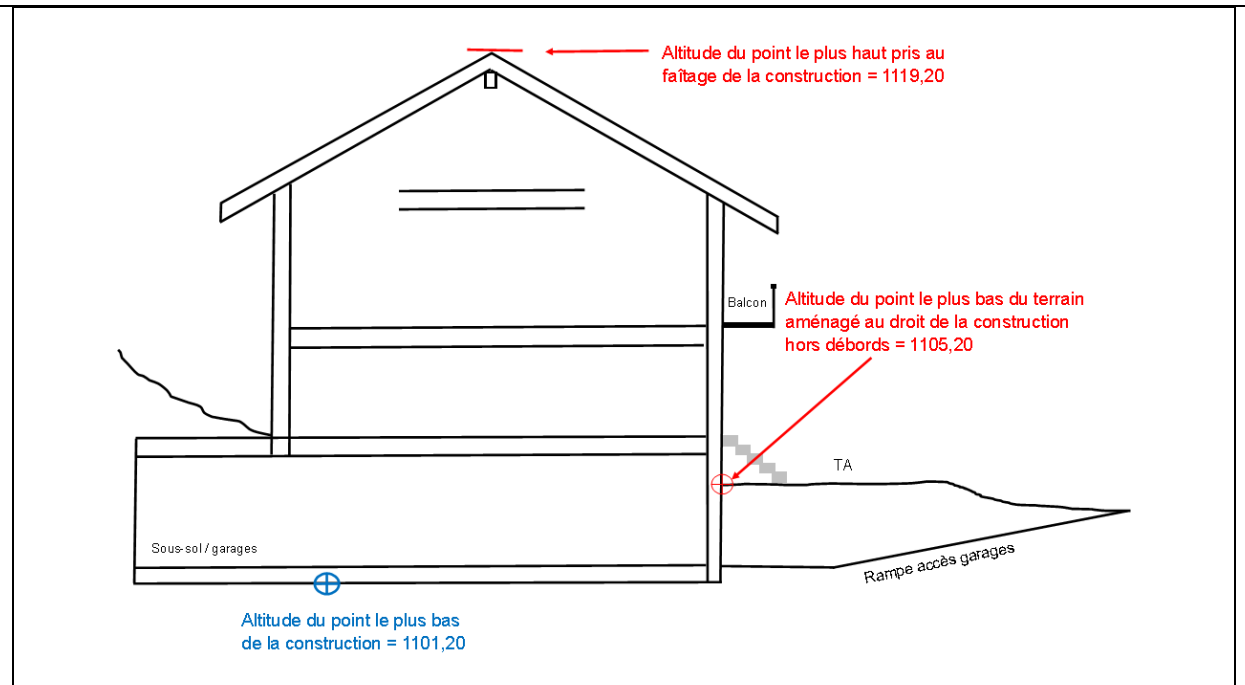 Altitude du point le plus haut pris au
faîtage de la construction = 1119,20
Balcon
Altitude du point le plus bas du terrain
aménagé au droit de la construction
hors débords = 1105,20
TA
Sous-sol / garages
Rampe accès garages
Altitude du point le plus bas
de la construction = 1101,20